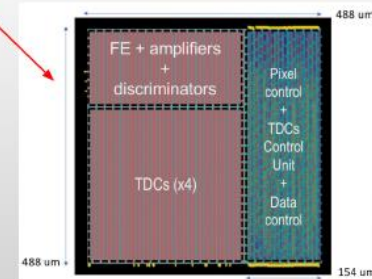 488 um
FE + amplifiers
+
discriminators
TDCs (x4)
Pixel
control
+
TDCs
Control
Unit
+
Data
control
488 um
154 um